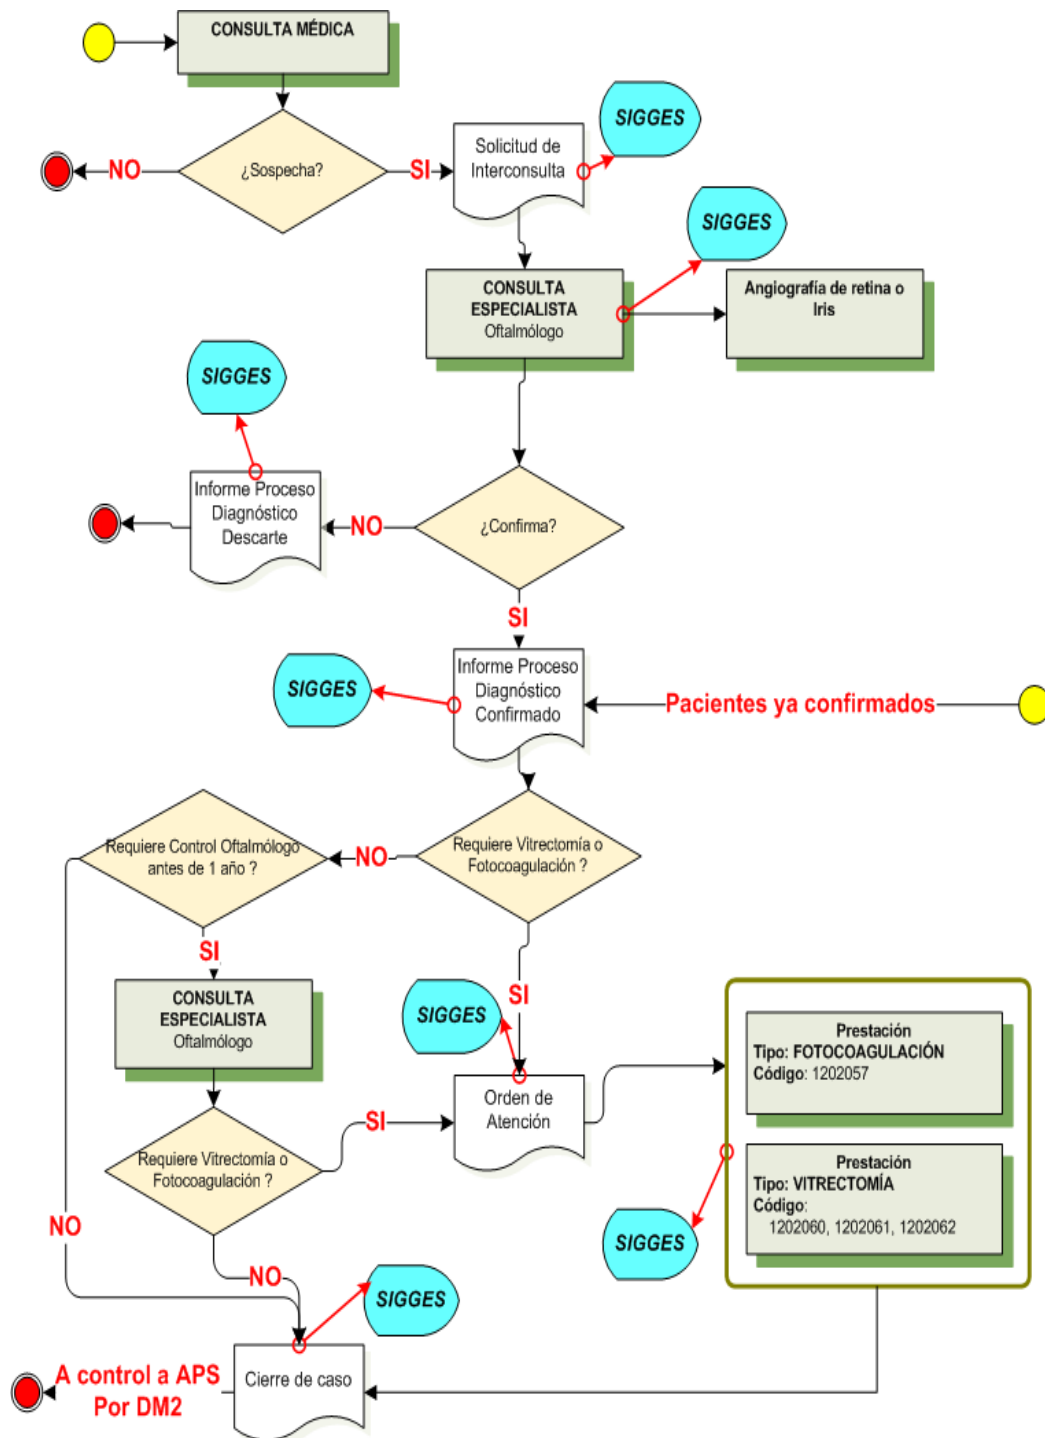 CONSULTA MÉDICA
SIGGES
Solicitud de
Interconsulta
¿Sospecha?
NO
SI
SIGGES
CONSULTA
ESPECIALISTA
Oftalmólogo
Angiografía de retina o
Iris
SIGGES
Informe Proceso
Diagnóstico
Descarte
NO
¿Confirma?
SI
Informe Proceso
Diagnóstico
Confirmado
SIGGES
Pacientes ya confirmados
Requiere Control Oftalmólogo
antes de 1 año ?
NO
Requiere Vitrectomía o
Fotocoagulación ?
SI
CONSULTA
ESPECIALISTA
Oftalmólogo
SI
SIGGES
Orden de
Atención
Prestación
Tipo: FOTOCOAGULACIÓN
Código: 1202057
SI
Requiere Vitrectomía o
Fotocoagulación ?
Prestación
Tipo: VITRECTOMÍA
Código:
1202060, 1202061, 1202062
SIGGES
NO
NO
SIGGES
Cierre de caso
A control a APS
Por DM2